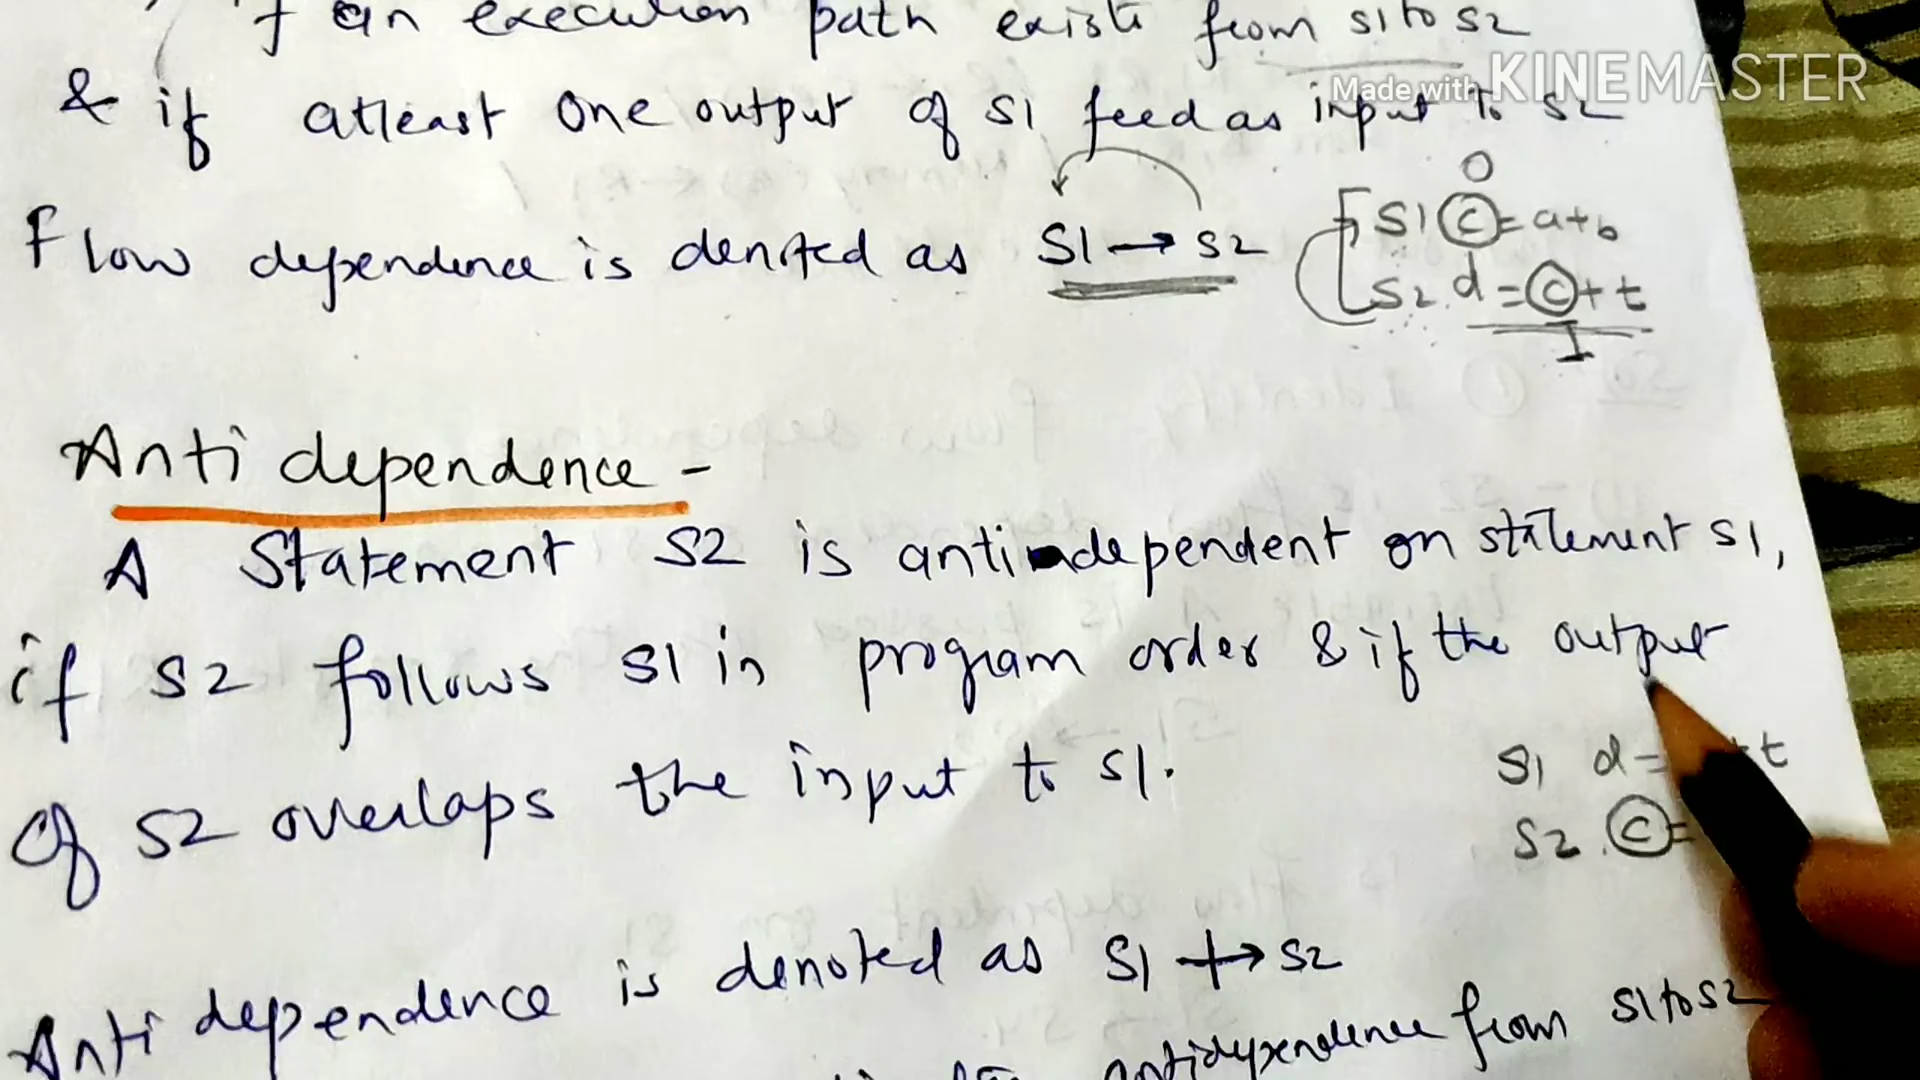 f an execution path exists from S1 to S2
Made with KINEMASTER
& if atleast one output of S1 feed as input to S2
O
Flow dependence is denoted as S1 → S2
S1 c = a+b
S2 d = c + t
I
Anti dependence -
A statement S2 is antidependent on statement S1,
if S2 follows S1 in program order & if the output
of S2 overlaps the input to S1.
S1 d = +t
S2 c =
Anti dependence is denoted as S1 +→ S2
antidependence from S1 to S2